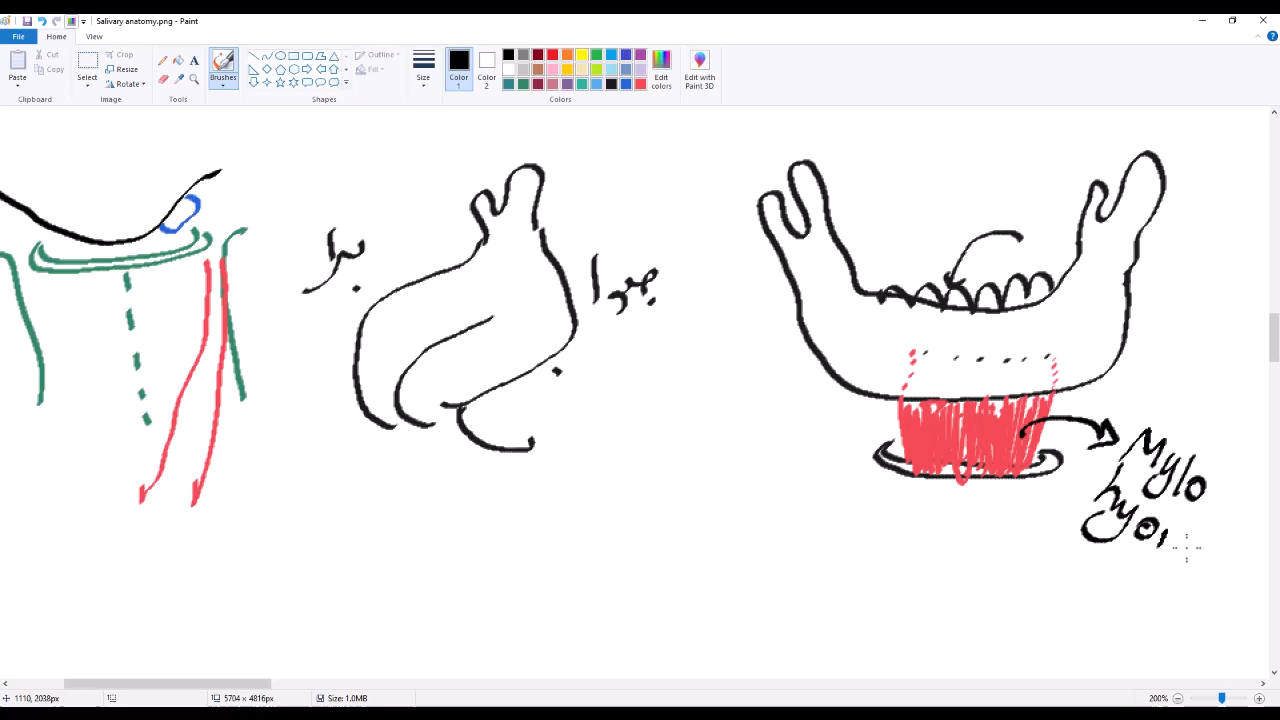 Salivary anatomy.png - Paint
File
Home
View
Paste
Cut
Copy
Clipboard
Select
Crop
Resize
Rotate
Image
Tools
Brushes
Shapes
Outline
Fill
Size
Color
1
Color
2
Colors
Edit
colors
Edit with
Paint 3D
برا
جوا
Mylo
hyoi
1110, 2038px
5704 × 4816px
Size: 1.0MB
200%